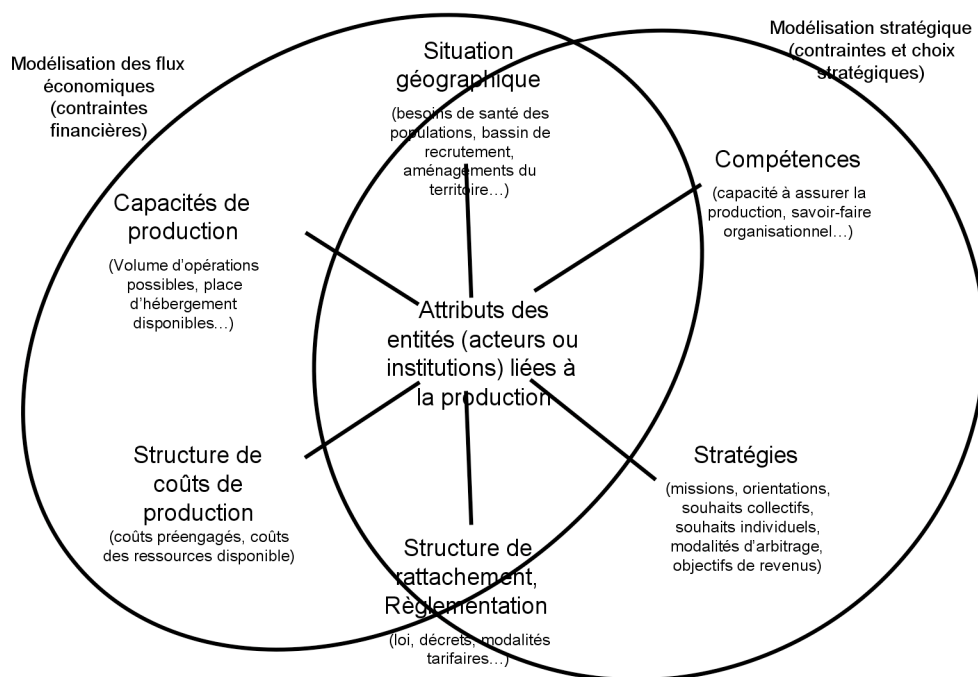 Modélisation des flux
économiques
(contraintes
financières)
Situation
géographique
(besoins de santé des
populations, bassin de
recrutement,
aménagements du
territoire…)
Modélisation stratégique
(contraintes et choix
stratégiques)
Capacités de
production
(Volume d’opérations
possibles, place
d’hébergement
disponibles…)
Compétences
(capacité à assurer la
production, savoir-faire
organisationnel…)
Attributs des
entités (acteurs ou
institutions) liées à
la production
Structure de
coûts de
production
(coûts préengagés, coûts
des ressources disponible)
Stratégies
(missions, orientations,
souhaits collectifs,
souhaits individuels,
modalités d’arbitrage,
objectifs de revenus)
Structure de
rattachement,
Règlementation
(loi, décrets, modalités
tarifaires…)